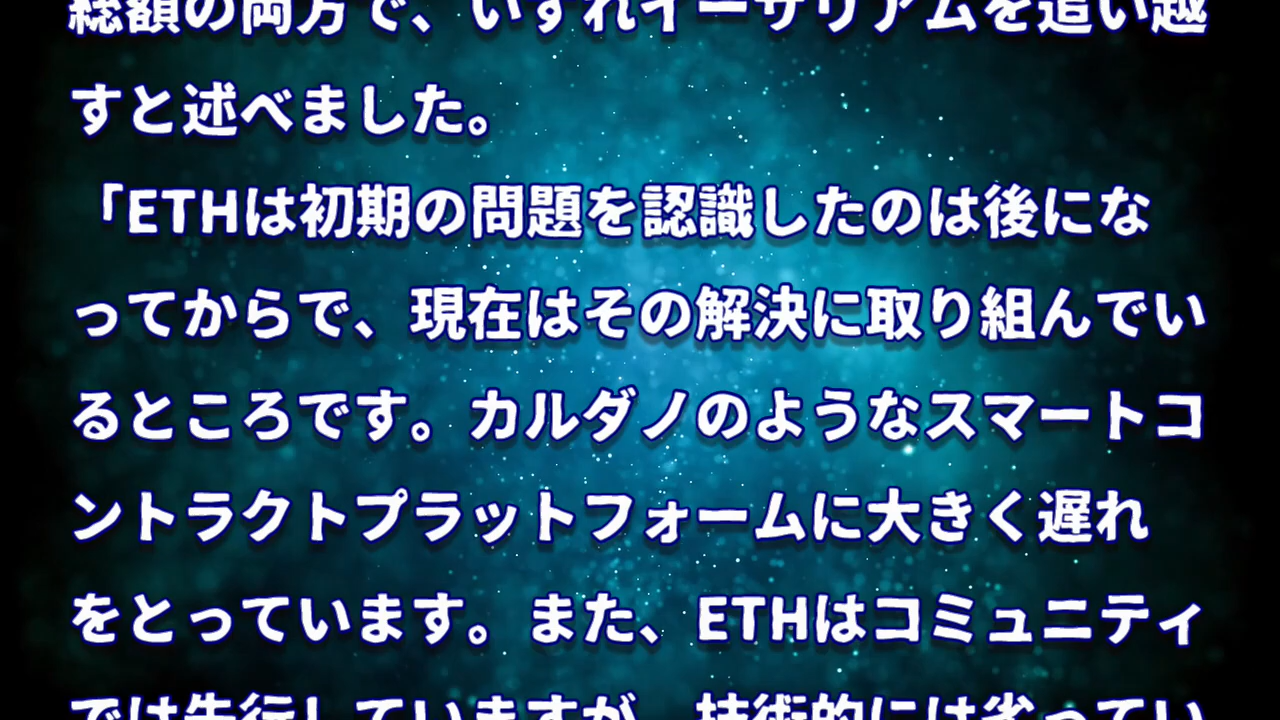 総額の両方で、いずれイーサリアムを追い越
すと述べました。
「ETHは初期の問題を認識したのは後にな
ってからで、現在はその解決に取り組んでい
るところです。カルダノのようなスマートコ
ントラクトプラットフォームに大きく遅れ
をとっています。また、ETHはコミュニティ
では先行していますが、技術的には劣ってい